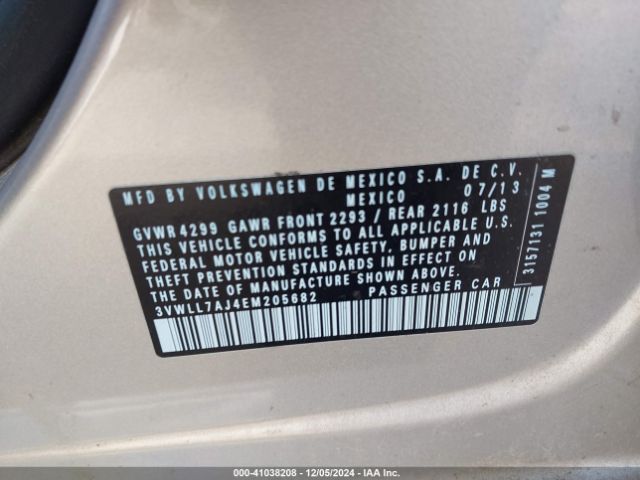 MFD BY VOLKSWAGEN DE MEXICO S.A. DE C.V.
MEXICO 07/13
GVWR 4299 GAWR FRONT 2293 / REAR 2116 LBS
THIS VEHICLE CONFORMS TO ALL APPLICABLE U.S.
FEDERAL MOTOR VEHICLE SAFETY, BUMPER AND
THEFT PREVENTION STANDARDS IN EFFECT ON
THE DATE OF MANUFACTURE SHOWN ABOVE.
3VWLL7AJ4EM205682 PASSENGER CAR
3157131 1004 M
000-41038208 - 12/05/2024 - IAA Inc.